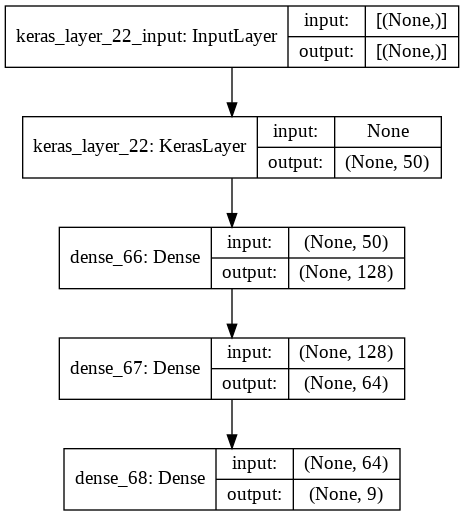 keras_layer_22_input: InputLayer
input: [(None,)]
output: [(None,)]
keras_layer_22: KerasLayer
input: None
output: (None, 50)
dense_66: Dense
input: (None, 50)
output: (None, 128)
dense_67: Dense
input: (None, 128)
output: (None, 64)
dense_68: Dense
input: (None, 64)
output: (None, 9)